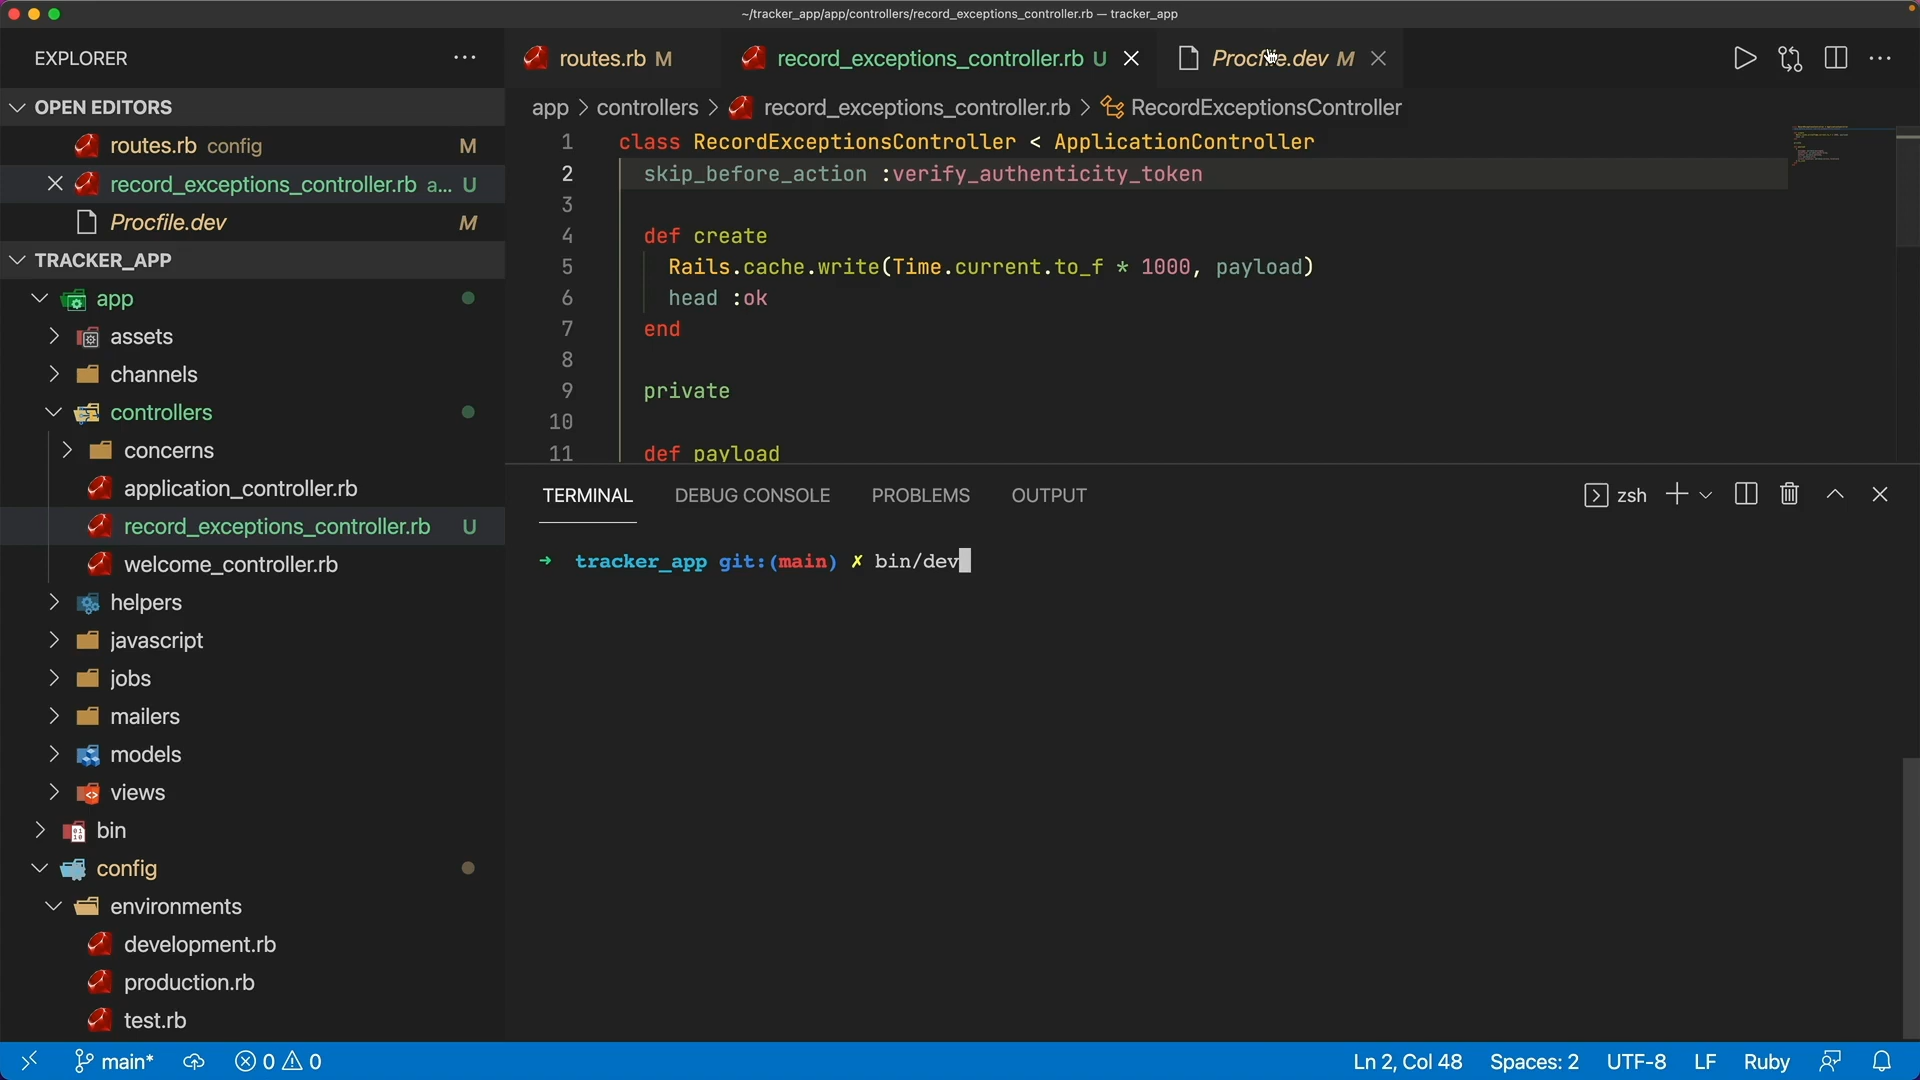 ~/tracker_app/app/controllers/record_exceptions_controller.rb — tracker_app
EXPLORER
routes.rb M
record_exceptions_controller.rb U
Procfile.dev M
OPEN EDITORS
routes.rb config M
record_exceptions_controller.rb a... U
Procfile.dev M
TRACKER_APP
app
assets
channels
controllers
concerns
application_controller.rb
record_exceptions_controller.rb U
welcome_controller.rb
helpers
javascript
jobs
mailers
models
views
bin
config
environments
development.rb
production.rb
test.rb
app > controllers > record_exceptions_controller.rb > RecordExceptionsController
1 class RecordExceptionsController < ApplicationController
2 skip_before_action :verify_authenticity_token
3
4 def create
5 Rails.cache.write(Time.current.to_f * 1000, payload)
6 head :ok
7 end
8
9 private
10
11 def payload
TERMINAL DEBUG CONSOLE PROBLEMS OUTPUT zsh
➜ tracker_app git:(main) ✗ bin/dev
main* 0 0 Ln 2, Col 48 Spaces: 2 UTF-8 LF Ruby